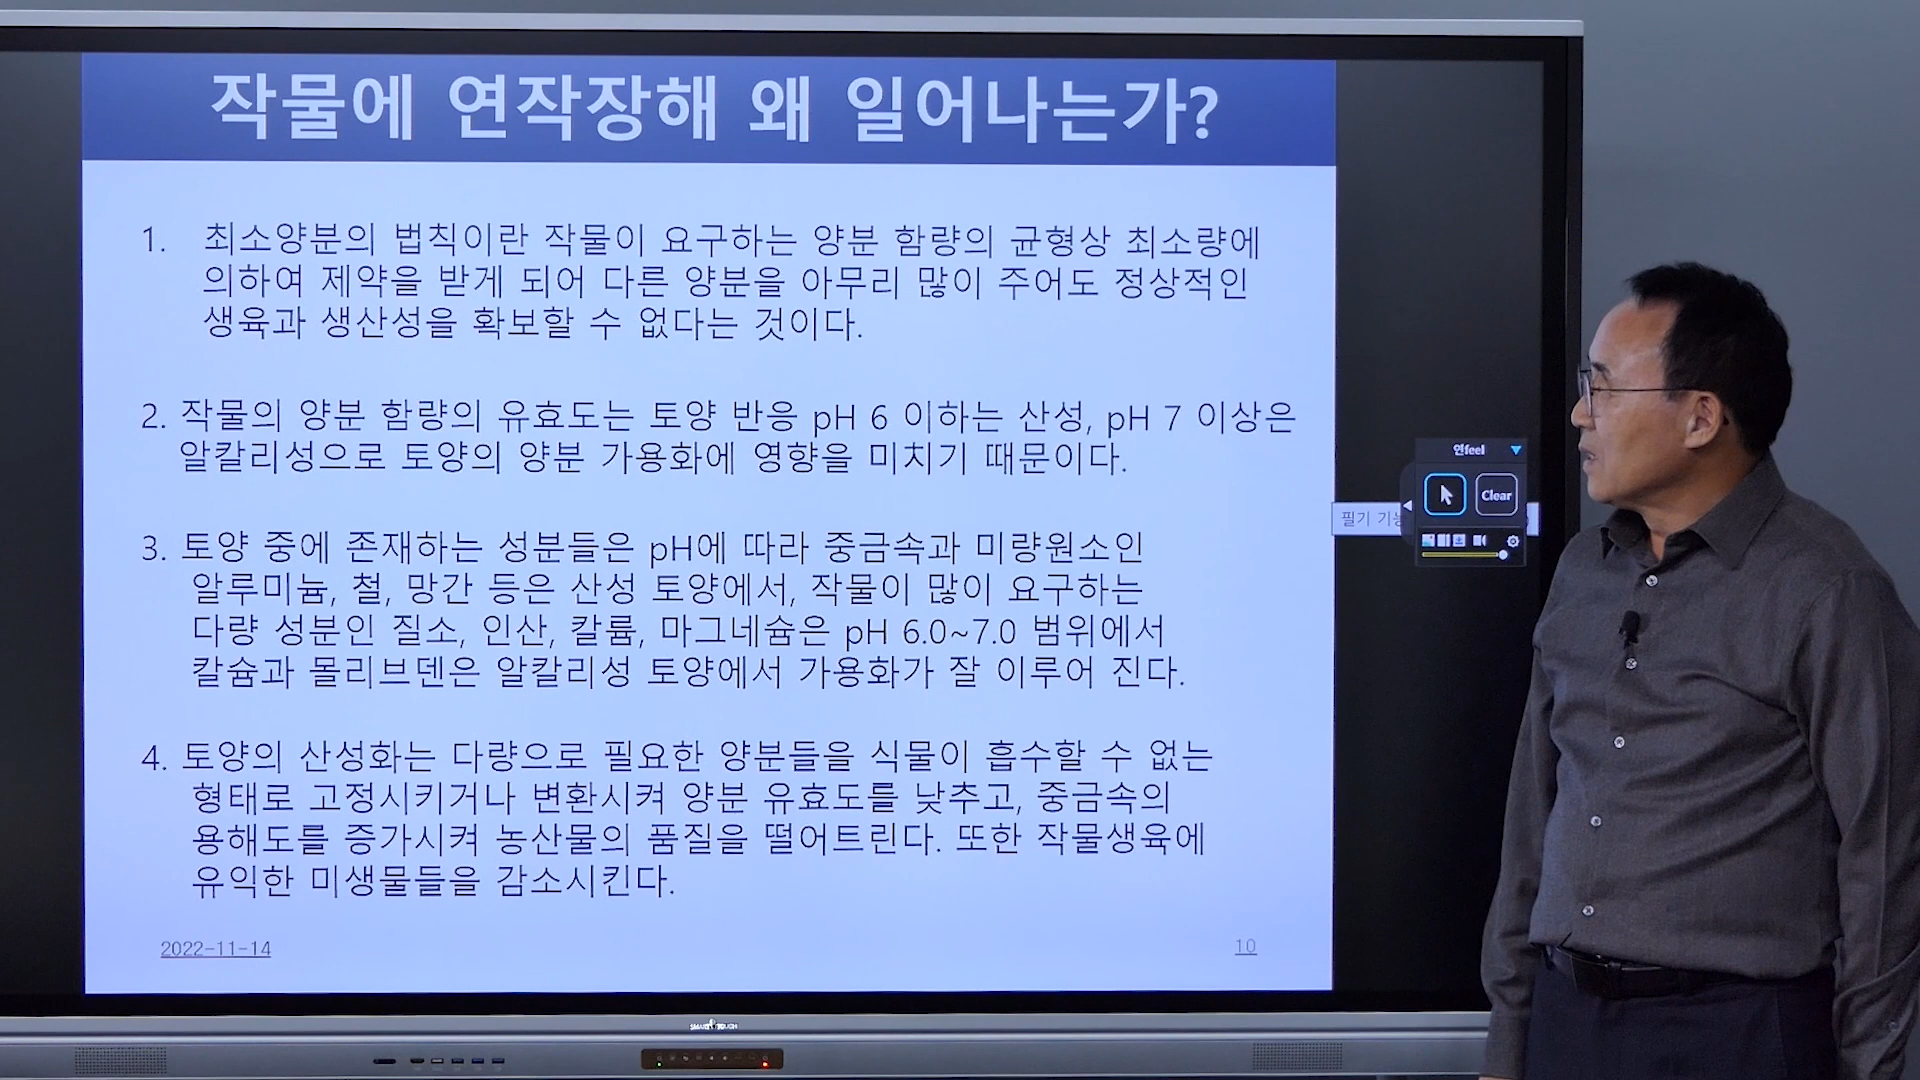 작물에 연작장해 왜 일어나는가?
1. 최소양분의 법칙이란 작물이 요구하는 양분 함량의 균형상 최소량에
의하여 제약을 받게 되어 다른 양분을 아무리 많이 주어도 정상적인
생육과 생산성을 확보할 수 없다는 것이다.
2. 작물의 양분 함량의 유효도는 토양 반응 pH 6 이하는 산성, pH 7 이상은
알칼리성으로 토양의 양분 가용화에 영향을 미치기 때문이다.
3. 토양 중에 존재하는 성분들은 pH에 따라 중금속과 미량원소인
알루미늄, 철, 망간 등은 산성 토양에서, 작물이 많이 요구하는
다량 성분인 질소, 인산, 칼륨, 마그네슘은 pH 6.0~7.0 범위에서
칼슘과 몰리브덴은 알칼리성 토양에서 가용화가 잘 이루어 진다.
4. 토양의 산성화는 다량으로 필요한 양분들을 식물이 흡수할 수 없는
형태로 고정시키거나 변환시켜 양분 유효도를 낮추고, 중금속의
용해도를 증가시켜 농산물의 품질을 떨어트린다. 또한 작물생육에
유익한 미생물들을 감소시킨다.
2022-11-14
10
연feel
Clear
필기 기능